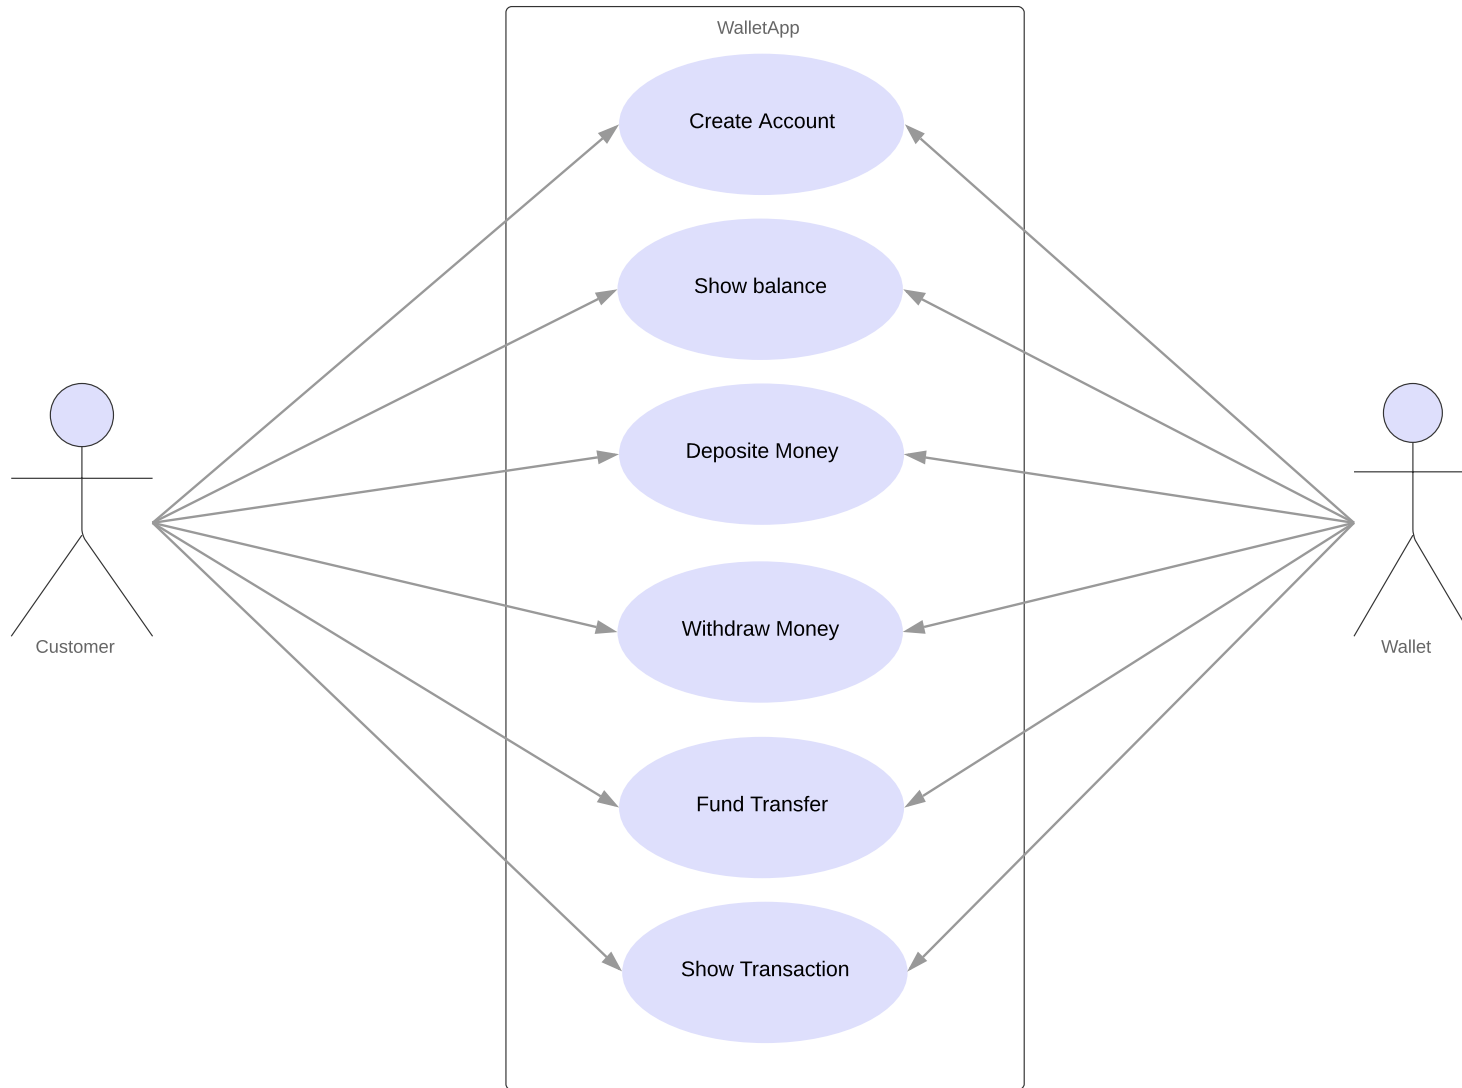 WalletApp
Create Account
Show balance
Deposite Money
Withdraw Money
Customer
Wallet
Fund Transfer
Show Transaction